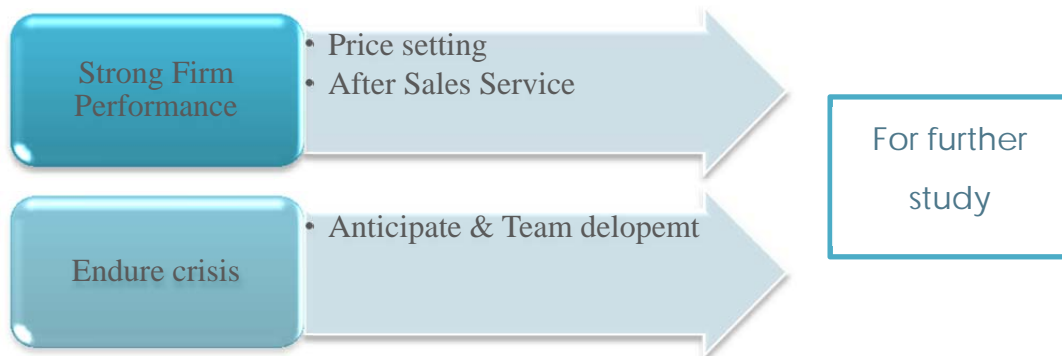 Strong Firm
Performance
• Price setting
• After Sales Service
Endure crisis
• Anticipate & Team delopemt
For further
study